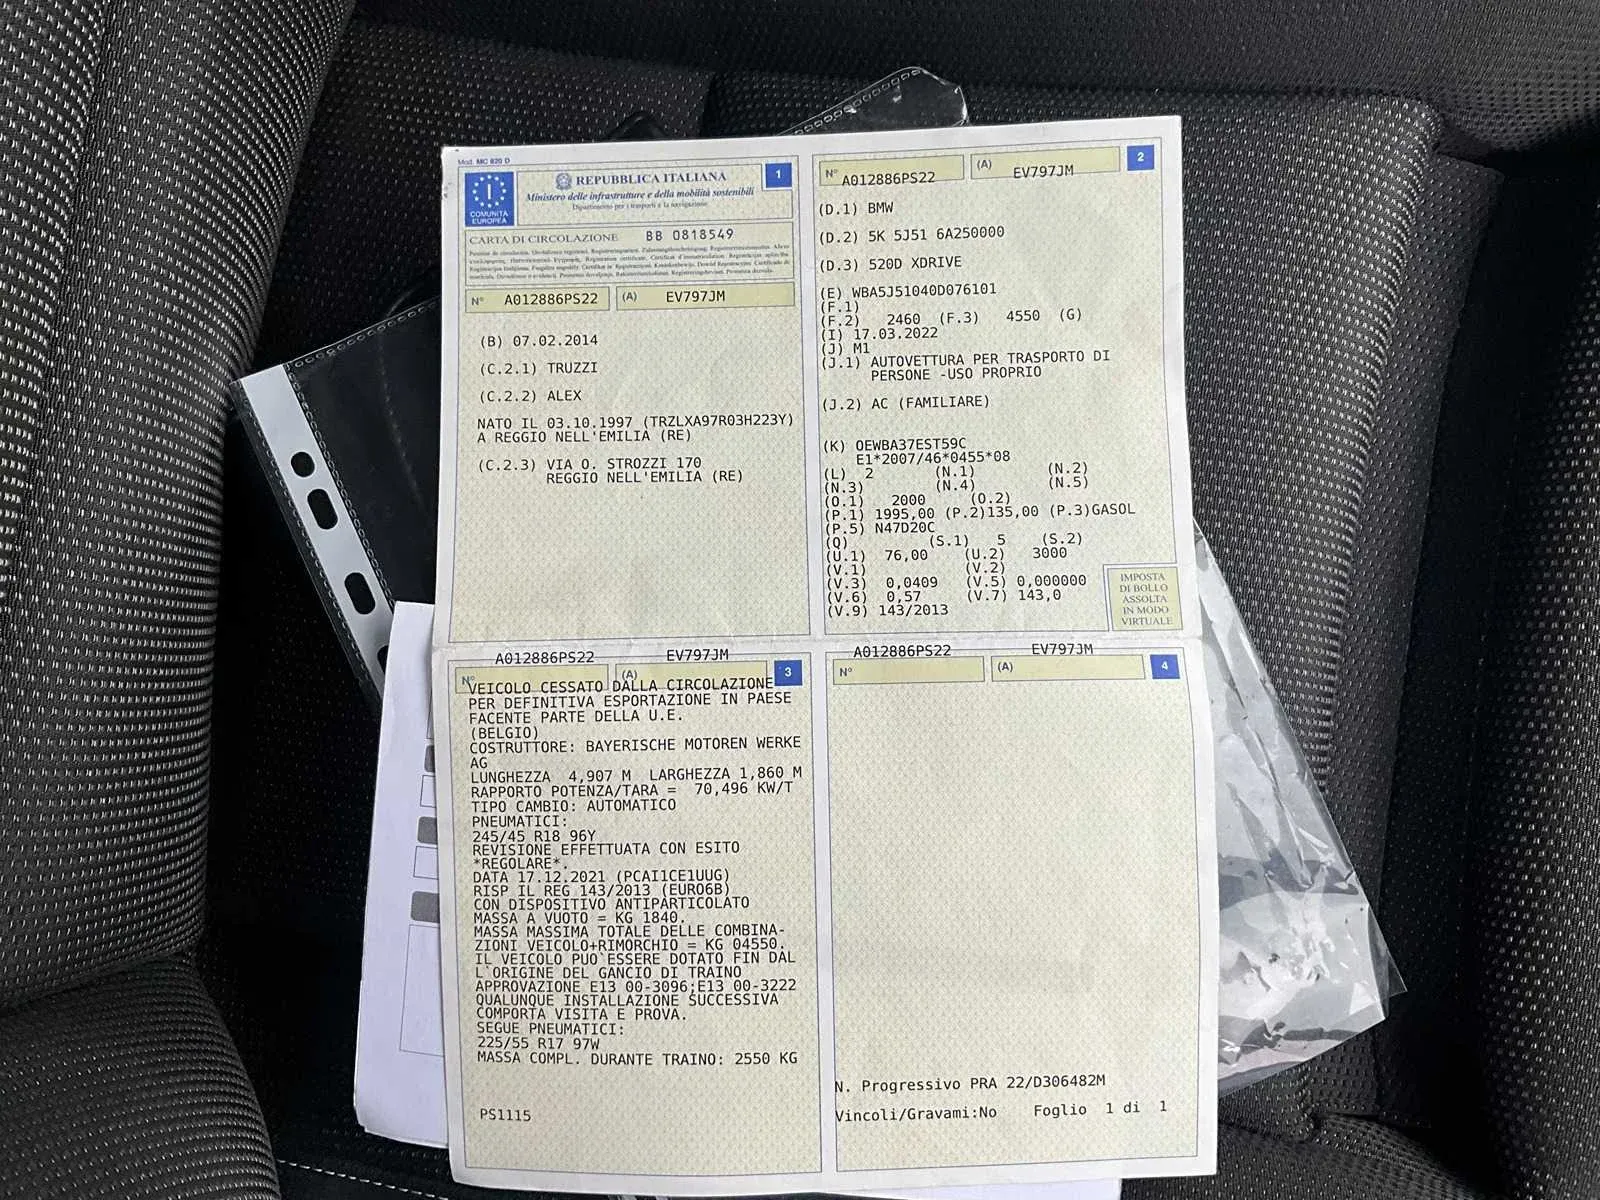 Mod. MC 820 D
COMUNITÀ
EUROPEA
REPUBBLICA ITALIANA
Ministero delle infrastrutture e della mobilità sostenibili
Dipartimento per i trasporti e la navigazione
1
CARTA DI CIRCOLAZIONE BB 0818549
N° A012886PS22 (A) EV797JM
(B) 07.02.2014
(C.2.1) TRUZZI
(C.2.2) ALEX
NATO IL 03.10.1997 (TRZLXA97R03H223Y)
A REGGIO NELL'EMILIA (RE)
(C.2.3) VIA O. STROZZI 170
REGGIO NELL'EMILIA (RE)
N° A012886PS22 (A) EV797JM 2
(D.1) BMW
(D.2) 5K 5J51 6A250000
(D.3) 520D XDRIVE
(E) WBA5J51040D076101
(F.1)
(F.2) 2460 (F.3) 4550 (G)
(I) 17.03.2022
(J) M1
(J.1) AUTOVETTURA PER TRASPORTO DI
PERSONE -USO PROPRIO
(J.2) AC (FAMILIARE)
(K) OEWBA37EST59C
E1*2007/46*0455*08
(L) 2 (N.1) (N.2)
(N.3) (N.4) (N.5)
(O.1) 2000 (O.2)
(P.1) 1995,00 (P.2)135,00 (P.3)GASOL
(P.5) N47D20C
(Q) (S.1) 5 (S.2)
(U.1) 76,00 (U.2) 3000
(V.1) (V.2)
(V.3) 0,0409 (V.5) 0,000000
(V.6) 0,57 (V.7) 143,0
(V.9) 143/2013
IMPOSTA
DI BOLLO
ASSOLTA
IN MODO
VIRTUALE
A012886PS22 EV797JM
N° (A) 3
VEICOLO CESSATO DALLA CIRCOLAZIONE
PER DEFINITIVA ESPORTAZIONE IN PAESE
FACENTE PARTE DELLA U.E.
(BELGIO)
COSTRUTTORE: BAYERISCHE MOTOREN WERKE
AG
LUNGHEZZA 4,907 M LARGHEZZA 1,860 M
RAPPORTO POTENZA/TARA = 70,496 KW/T
TIPO CAMBIO: AUTOMATICO
PNEUMATICI:
245/45 R18 96Y
REVISIONE EFFETTUATA CON ESITO
*REGOLARE*.
DATA 17.12.2021 (PCAI1CE1UUG)
RISP IL REG 143/2013 (EURO6B)
CON DISPOSITIVO ANTIPARTICOLATO
MASSA A VUOTO = KG 1840.
MASSA MASSIMA TOTALE DELLE COMBINA-
ZIONI VEICOLO+RIMORCHIO = KG 04550.
IL VEICOLO PUO`ESSERE DOTATO FIN DAL
L`ORIGINE DEL GANCIO DI TRAINO
APPROVAZIONE E13 00-3096;E13 00-3222
QUALUNQUE INSTALLAZIONE SUCCESSIVA
COMPORTA VISITA E PROVA.
SEGUE PNEUMATICI:
225/55 R17 97W
MASSA COMPL. DURANTE TRAINO: 2550 KG
PS1115
A012886PS22 EV797JM
N° (A) 4
N. Progressivo PRA 22/D306482M
Vincoli/Gravami:No Foglio 1 di 1